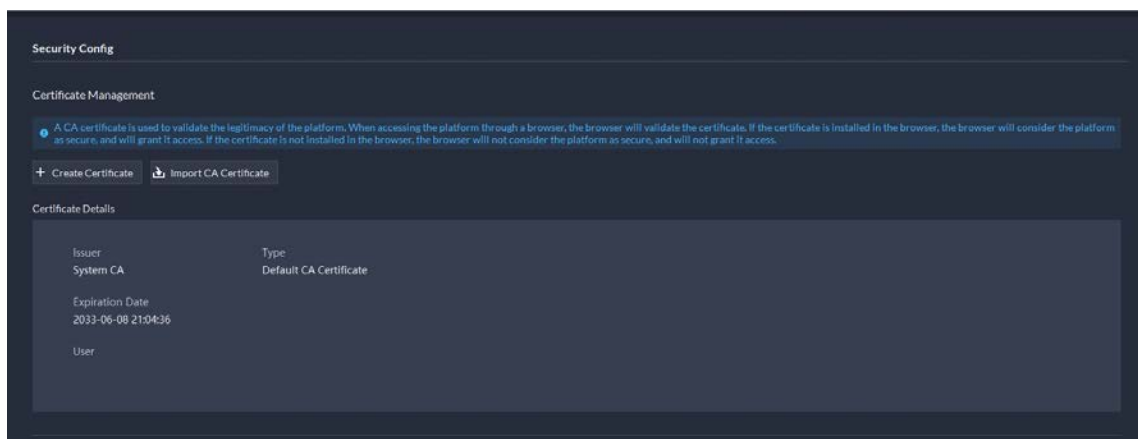 Security Config
Certificate Management
A CA certificate is used to validate the legitimacy of the platform. When accessing the platform through a browser, the browser will validate the certificate. If the certificate is installed in the browser, the browser will consider the platform
as secure, and will grant it access. If the certificate is not installed in the browser, the browser will not consider the platform as secure, and will not grant it access.
+ Create Certificate Import CA Certificate
Certificate Details
Issuer Type
System CA Default CA Certificate
Expiration Date
2033-06-08 21:04:36
User